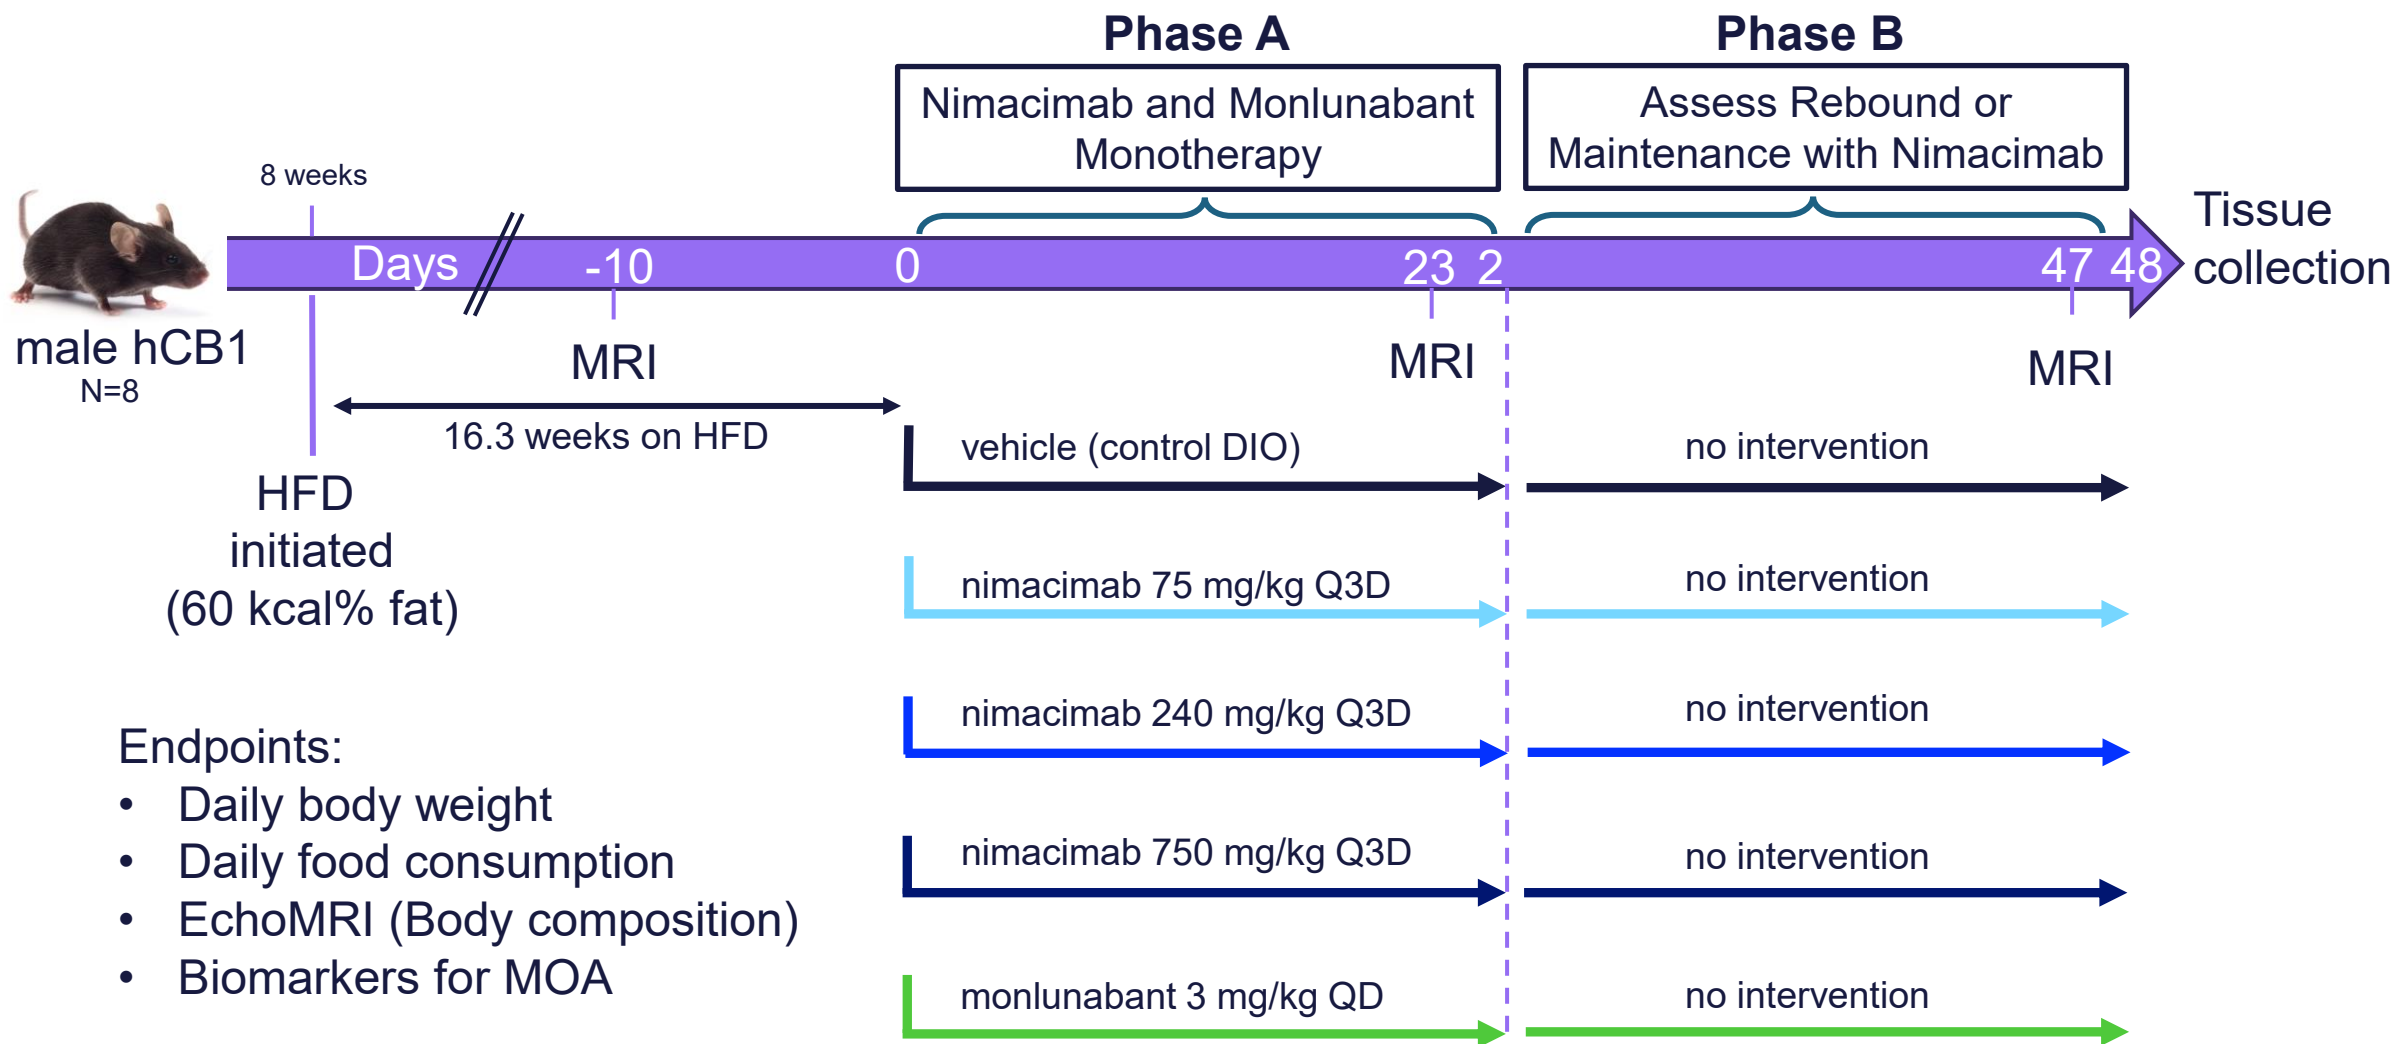 Phase A
Nimacimab and Monlunabant
Monotherapy
Phase B
Assess Rebound or
Maintenance with Nimacimab
8 weeks
Days
-10
0
23
2
47
48
Tissue
collection
male hCB1
N=8
MRI
MRI
MRI
16.3 weeks on HFD
HFD
initiated
(60 kcal% fat)
vehicle (control DIO)
no intervention
nimacimab 75 mg/kg Q3D
no intervention
nimacimab 240 mg/kg Q3D
no intervention
nimacimab 750 mg/kg Q3D
no intervention
monlunabant 3 mg/kg QD
no intervention
Endpoints:
• Daily body weight
• Daily food consumption
• EchoMRI (Body composition)
• Biomarkers for MOA